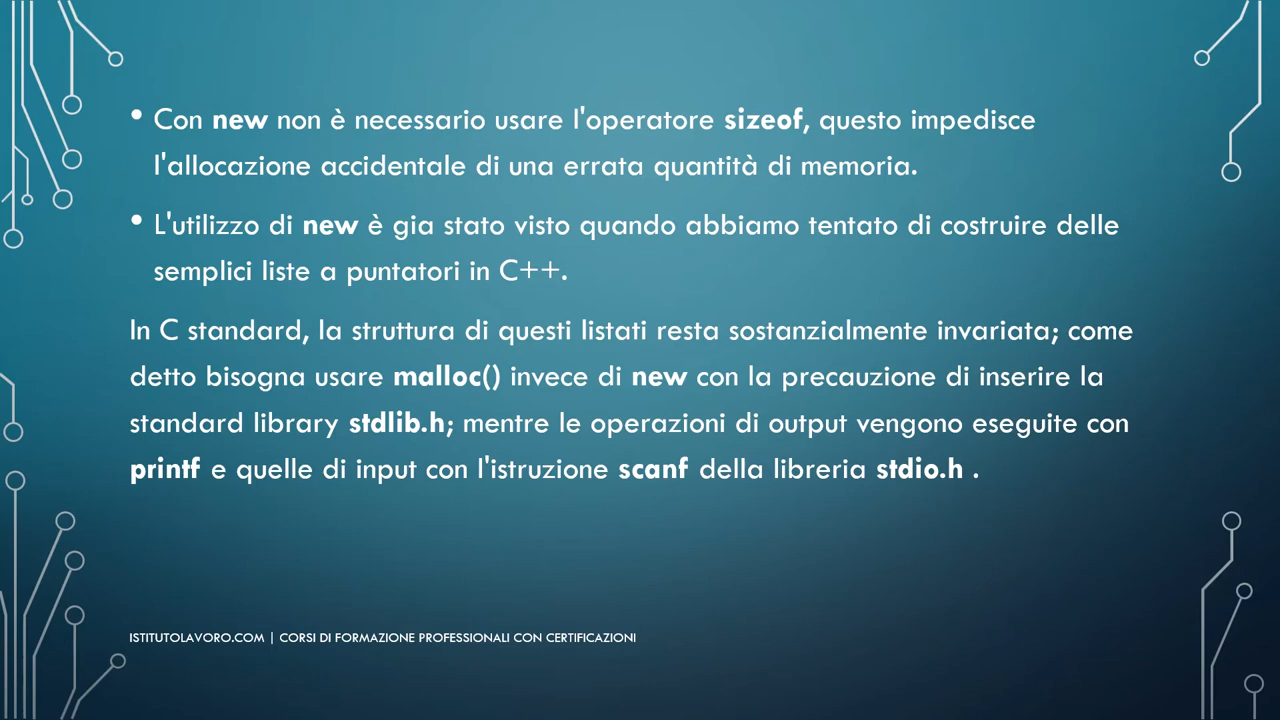 • Con new non è necessario usare l'operatore sizeof, questo impedisce
l'allocazione accidentale di una errata quantità di memoria.
• L'utilizzo di new è gia stato visto quando abbiamo tentato di costruire delle
semplici liste a puntatori in C++.
In C standard, la struttura di questi listati resta sostanzialmente invariata; come
detto bisogna usare malloc() invece di new con la precauzione di inserire la
standard library stdlib.h; mentre le operazioni di output vengono eseguite con
printf e quelle di input con l'istruzione scanf della libreria stdio.h .
ISTITUTOLAVORO.COM | CORSI DI FORMAZIONE PROFESSIONALI CON CERTIFICAZIONI